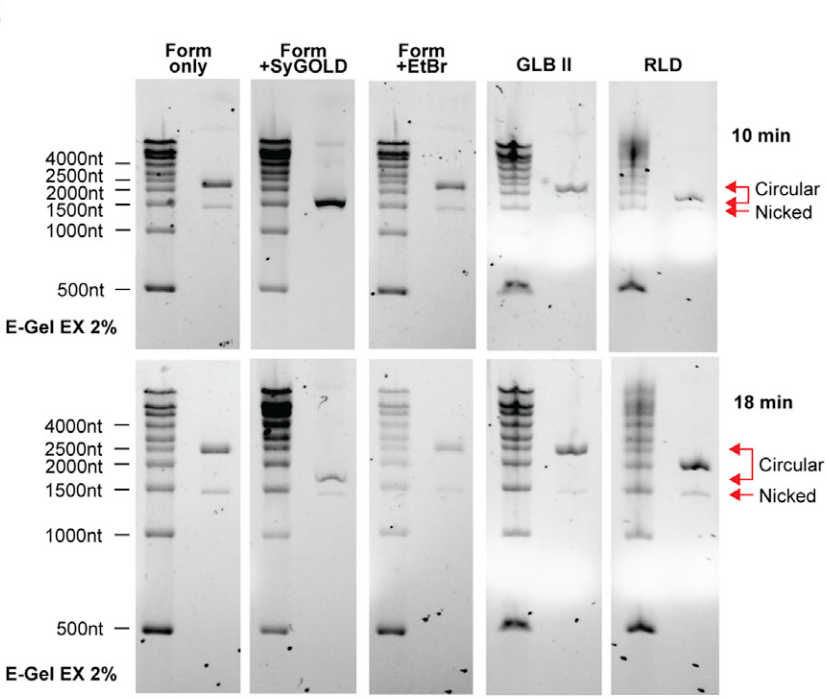 Form only
Form +SyGOLD
Form +EtBr
GLB II
RLD
10 min
4000nt
2500nt
2000nt
1500nt
1000nt
500nt
Circular
Nicked
E-Gel EX 2%
18 min
4000nt
2500nt
2000nt
1500nt
1000nt
500nt
Circular
Nicked
E-Gel EX 2%